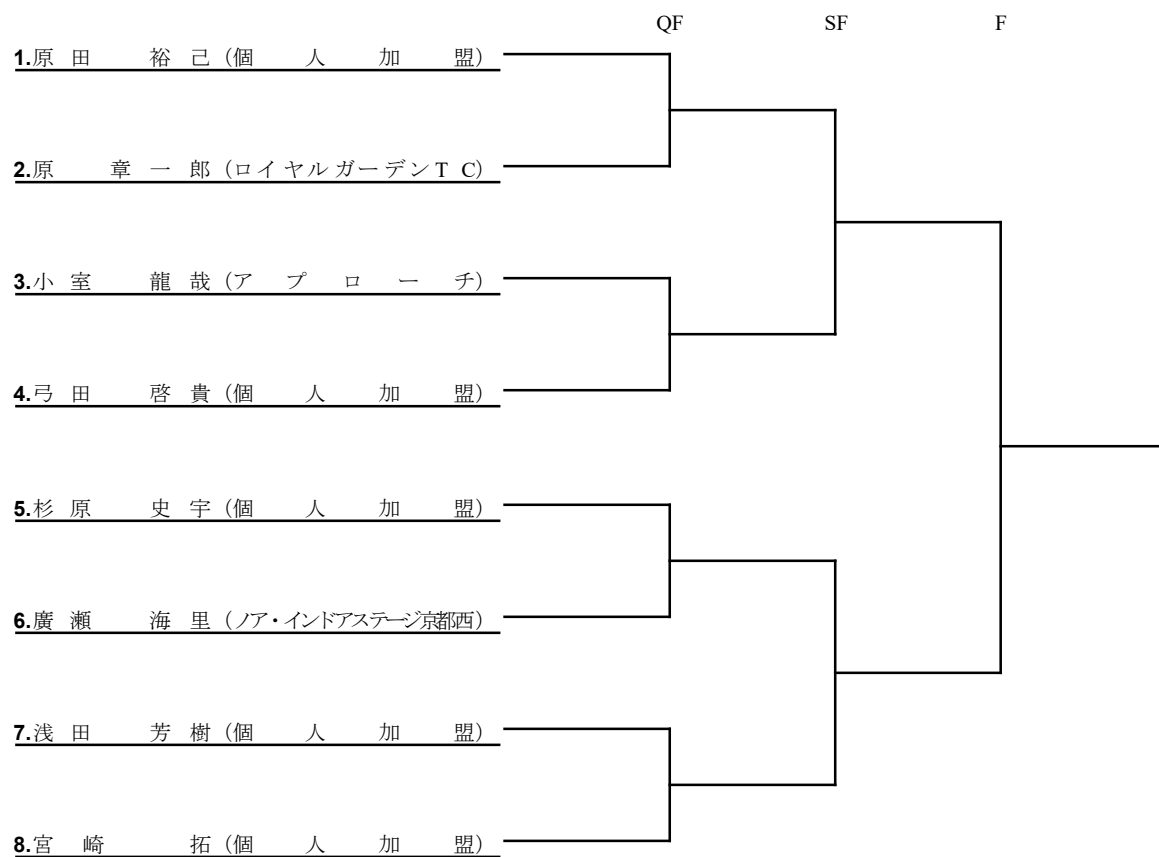 QF SF F
1.原田 裕己(個人加盟)
2.原 章一郎(ロイヤルガーデンTC)
3.小室 龍哉(アプローチ)
4.弓田 啓貴(個人加盟)
5.杉原 史宇(個人加盟)
6.廣瀬 海里(ノア・インドアステージ京都西)
7.浅田 芳樹(個人加盟)
8.宮崎 拓(個人加盟)